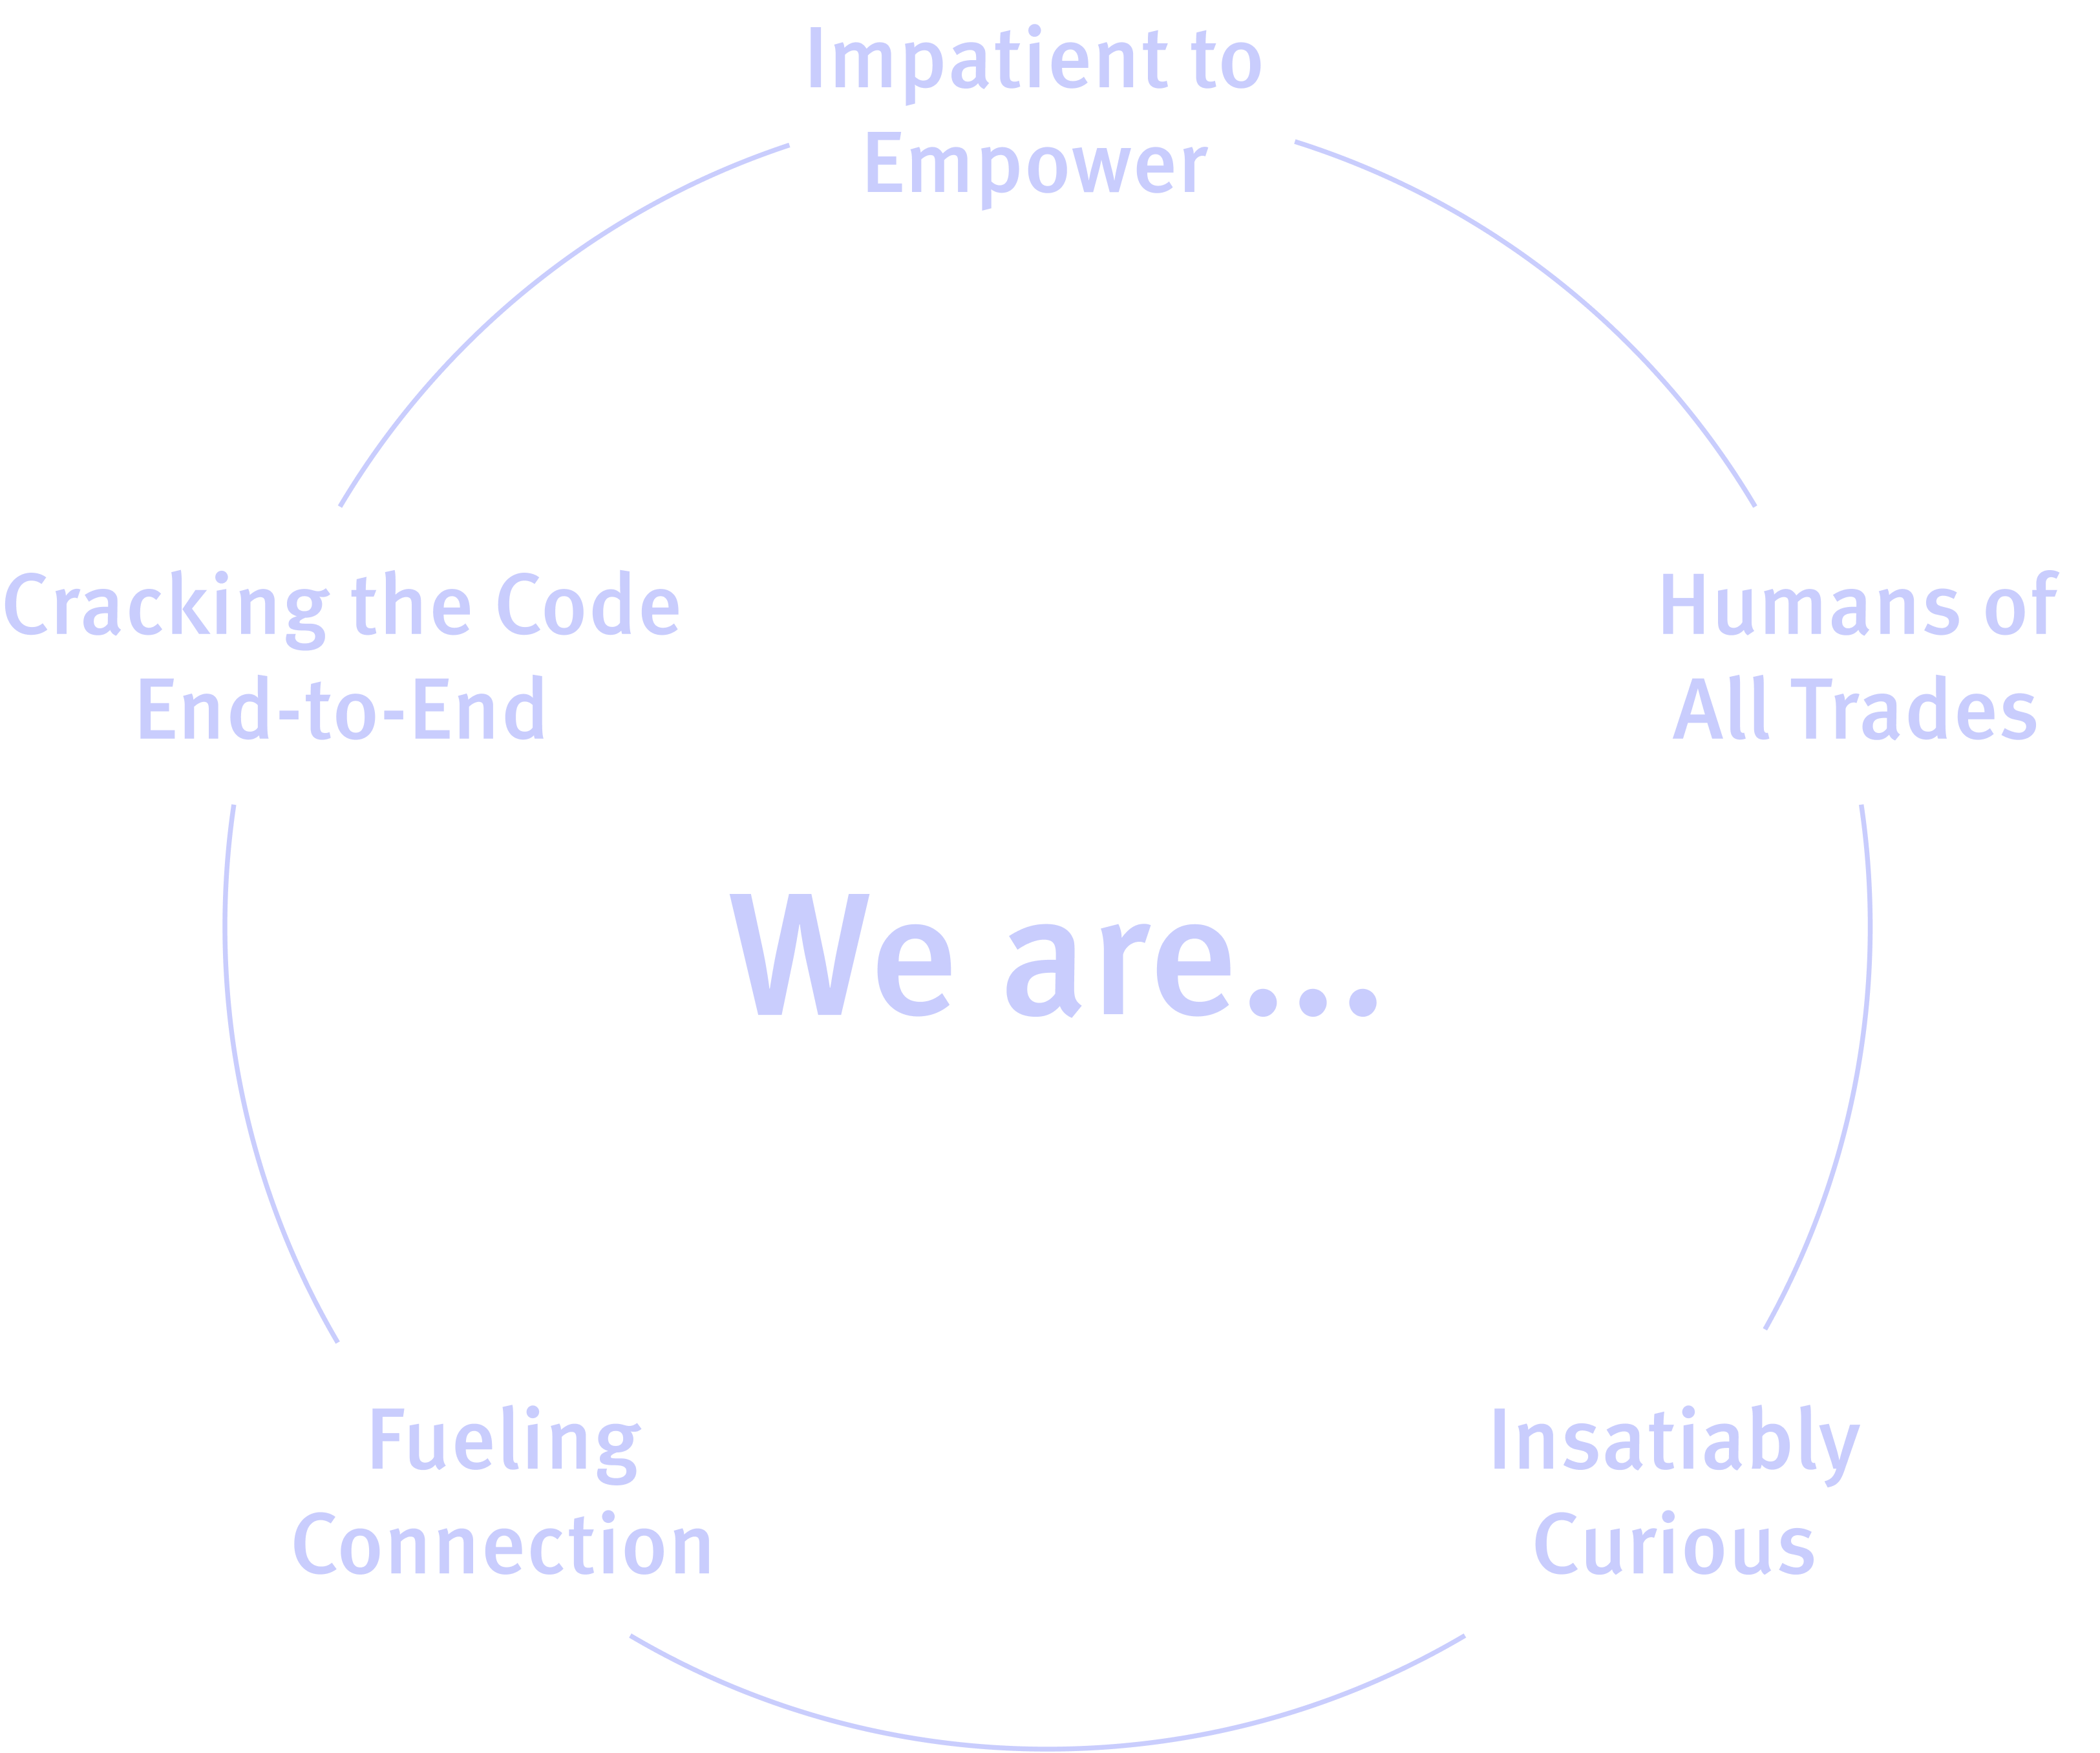 Impatient to
Empower
Cracking the Code
End-to-End
Humans of
All Trades
We are....
Fueling
Connection
Insatiably
Curious